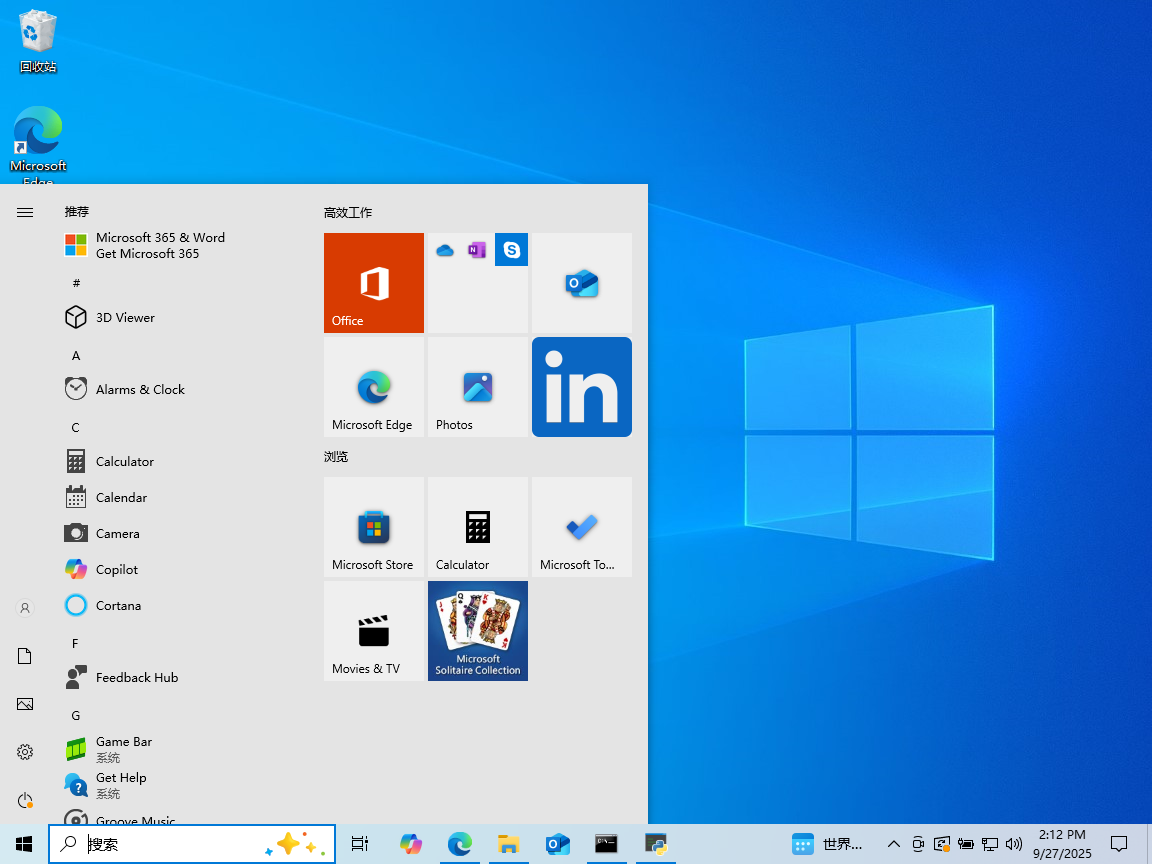 回收站
Microsoft
Edge
推荐
Microsoft 365 & Word
Get Microsoft 365
#
3D Viewer
A
Alarms & Clock
C
Calculator
Calendar
Camera
Copilot
Cortana
F
Feedback Hub
G
Game Bar
系统
Get Help
系统
Groove Music
高效工作
Office
Microsoft Edge
Photos
in
浏览
Microsoft Store
Calculator
Microsoft To...
Movies & TV
Microsoft
Solitaire Collection
搜索
世界...
2:12 PM
9/27/2025